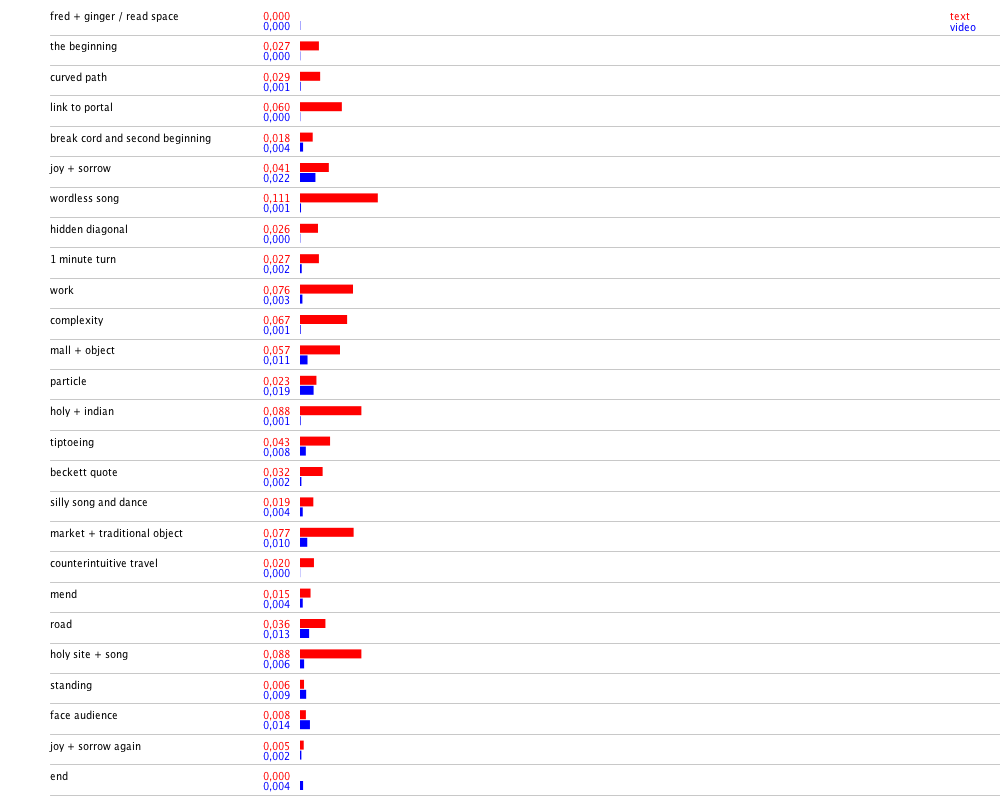 fred + ginger / read space 0,000 text
0,000 video
the beginning 0,027
0,000
curved path 0,029
0,001
link to portal 0,060
0,000
break cord and second beginning 0,018
0,004
joy + sorrow 0,041
0,022
wordless song 0,111
0,001
hidden diagonal 0,026
0,000
1 minute turn 0,027
0,002
work 0,076
0,003
complexity 0,067
0,001
mall + object 0,057
0,011
particle 0,023
0,019
holy + indian 0,088
0,001
tiptoeing 0,043
0,008
beckett quote 0,032
0,002
silly song and dance 0,019
0,004
market + traditional object 0,077
0,010
counterintuitive travel 0,020
0,000
mend 0,015
0,004
road 0,036
0,013
holy site + song 0,088
0,006
standing 0,006
0,009
face audience 0,008
0,014
joy + sorrow again 0,005
0,002
end 0,000
0,004